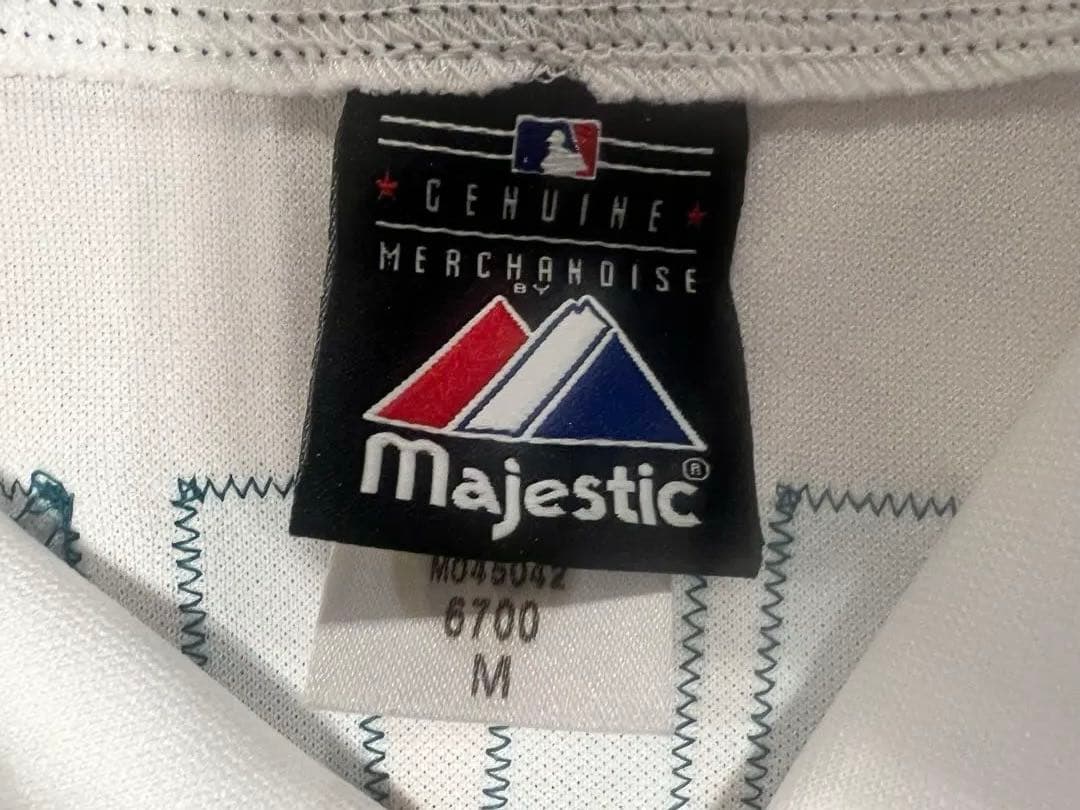 GENUINE
MERCHANDISE
BY
Majestic®
M045042
6700
M